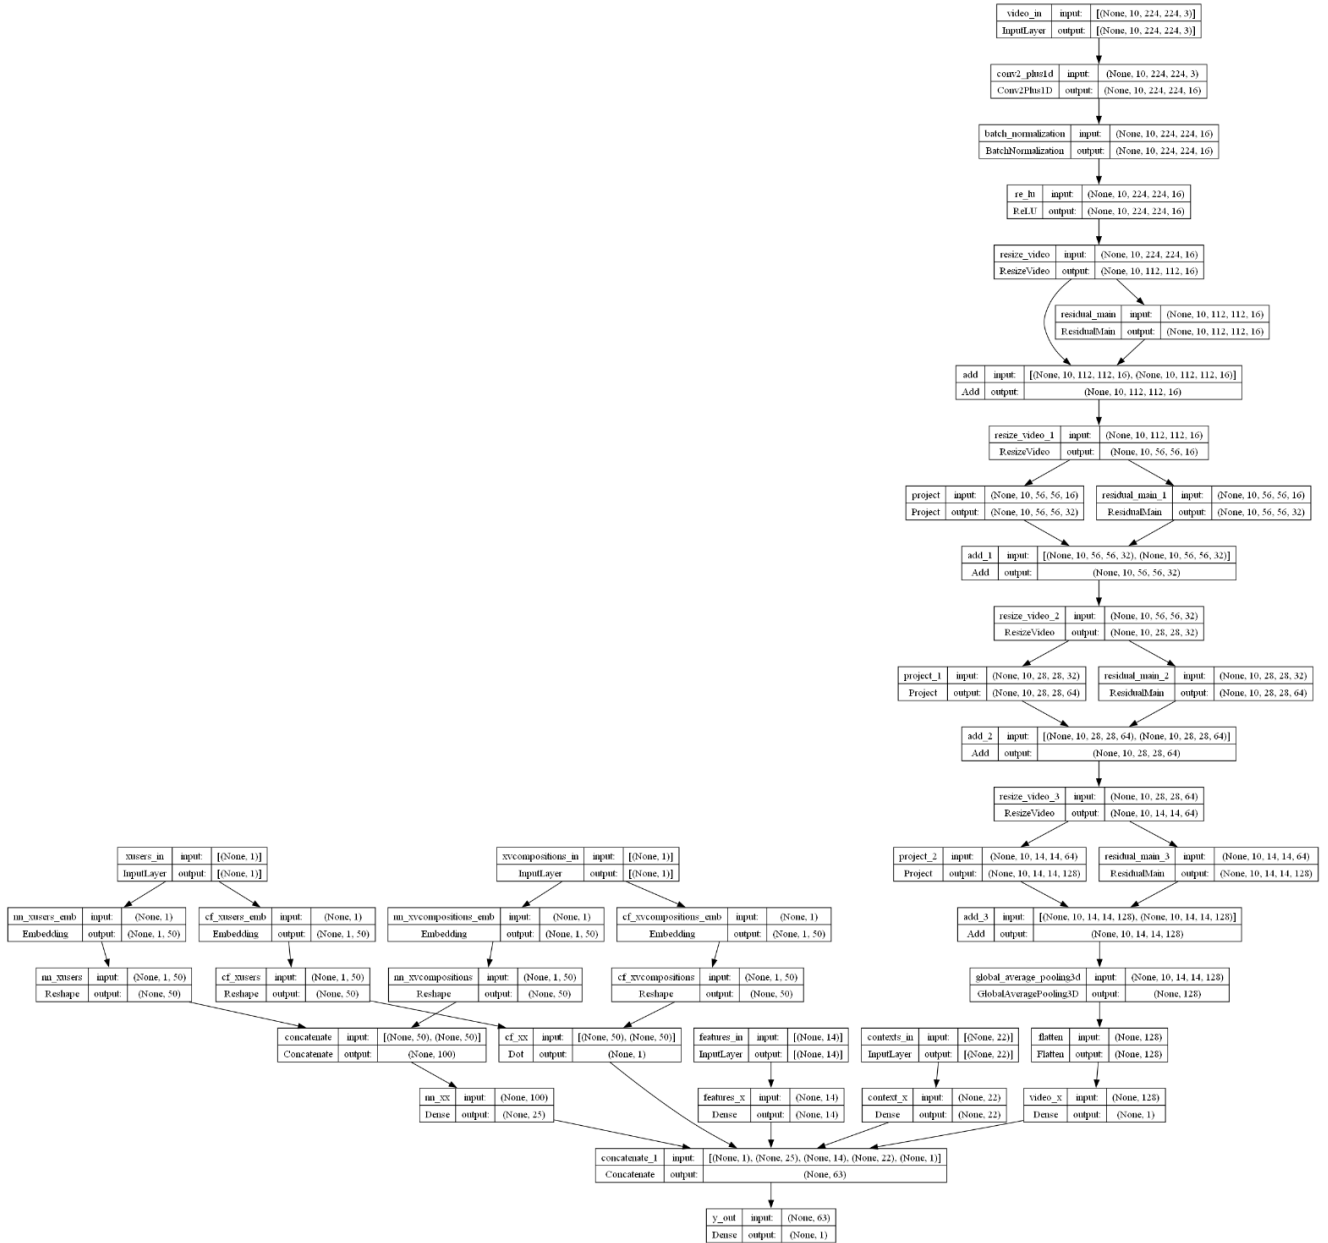 video_in input: [(None, 10, 224, 224, 3)]
InputLayer output: [(None, 10, 224, 224, 3)]
conv2_plus1d input: (None, 10, 224, 224, 3)
Conv2Plus1D output: (None, 10, 224, 224, 16)
batch_normalization input: (None, 10, 224, 224, 16)
BatchNormalization output: (None, 10, 224, 224, 16)
re_lu input: (None, 10, 224, 224, 16)
ReLU output: (None, 10, 224, 224, 16)
resize_video input: (None, 10, 224, 224, 16)
ResizeVideo output: (None, 10, 112, 112, 16)
residual_main input: (None, 10, 112, 112, 16)
ResidualMain output: (None, 10, 112, 112, 16)
add input: [(None, 10, 112, 112, 16), (None, 10, 112, 112, 16)]
Add output: (None, 10, 112, 112, 16)
resize_video_1 input: (None, 10, 112, 112, 16)
ResizeVideo output: (None, 10, 56, 56, 16)
project input: (None, 10, 56, 56, 16)
Project output: (None, 10, 56, 56, 32)
residual_main_1 input: (None, 10, 56, 56, 16)
ResidualMain output: (None, 10, 56, 56, 32)
add_1 input: [(None, 10, 56, 56, 32), (None, 10, 56, 56, 32)]
Add output: (None, 10, 56, 56, 32)
resize_video_2 input: (None, 10, 56, 56, 32)
ResizeVideo output: (None, 10, 28, 28, 32)
project_1 input: (None, 10, 28, 28, 32)
Project output: (None, 10, 28, 28, 64)
residual_main_2 input: (None, 10, 28, 28, 32)
ResidualMain output: (None, 10, 28, 28, 64)
add_2 input: [(None, 10, 28, 28, 64), (None, 10, 28, 28, 64)]
Add output: (None, 10, 28, 28, 64)
resize_video_3 input: (None, 10, 28, 28, 64)
ResizeVideo output: (None, 10, 14, 14, 64)
xusers_in input: [(None, 1)]
InputLayer output: [(None, 1)]
xvcompositions_in input: [(None, 1)]
InputLayer output: [(None, 1)]
project_2 input: (None, 10, 14, 14, 64)
Project output: (None, 10, 14, 14, 128)
residual_main_3 input: (None, 10, 14, 14, 64)
ResidualMain output: (None, 10, 14, 14, 128)
nn_xusers_emb input: (None, 1)
Embedding output: (None, 1, 50)
cf_xusers_emb input: (None, 1)
Embedding output: (None, 1, 50)
nn_xvcompositions_emb input: (None, 1)
Embedding output: (None, 1, 50)
cf_xvcompositions_emb input: (None, 1)
Embedding output: (None, 1, 50)
add_3 input: [(None, 10, 14, 14, 128), (None, 10, 14, 14, 128)]
Add output: (None, 10, 14, 14, 128)
nn_xusers input: (None, 1, 50)
Reshape output: (None, 50)
cf_xusers input: (None, 1, 50)
Reshape output: (None, 50)
nn_xvcompositions input: (None, 1, 50)
Reshape output: (None, 50)
cf_xvcompositions input: (None, 1, 50)
Reshape output: (None, 50)
global_average_pooling3d input: (None, 10, 14, 14, 128)
GlobalAveragePooling3D output: (None, 128)
concatenate input: [(None, 50), (None, 50)]
Concatenate output: (None, 100)
cf_xx input: [(None, 50), (None, 50)]
Dot output: (None, 1)
features_in input: [(None, 14)]
InputLayer output: [(None, 14)]
contexts_in input: [(None, 22)]
InputLayer output: [(None, 22)]
flatten input: (None, 128)
Flatten output: (None, 128)
nn_xx input: (None, 100)
Dense output: (None, 25)
features_x input: (None, 14)
Dense output: (None, 14)
context_x input: (None, 22)
Dense output: (None, 22)
video_x input: (None, 128)
Dense output: (None, 1)
concatenate_1 input: [(None, 1), (None, 25), (None, 14), (None, 22), (None, 1)]
Concatenate output: (None, 63)
y_out input: (None, 63)
Dense output: (None, 1)